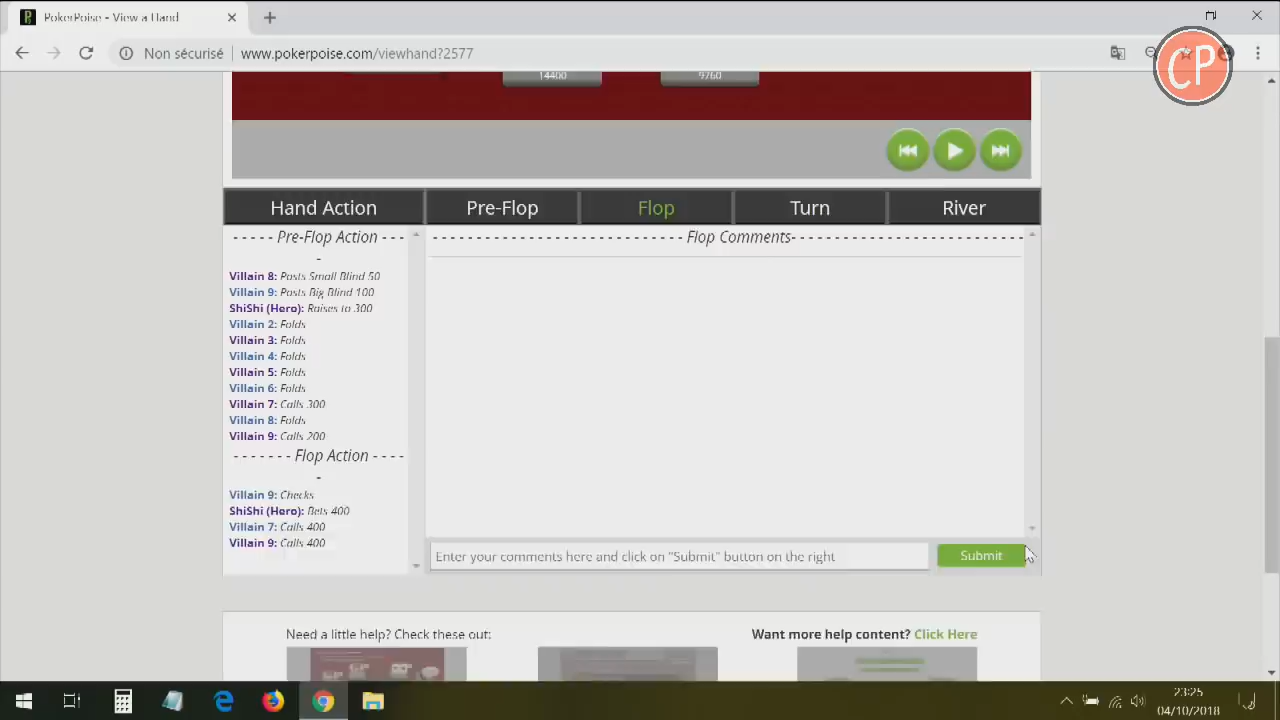 PokerPoise - View a Hand
Non sécurisé
www.pokerpoise.com/viewhand?2577
CP
14400
9760
Hand Action
Pre-Flop
Flop
Turn
River
- - - - - Pre-Flop Action - - - -
Villain 8: Posts Small Blind 50
Villain 9: Posts Big Blind 100
ShiShi (Hero): Raises to 300
Villain 2: Folds
Villain 3: Folds
Villain 4: Folds
Villain 5: Folds
Villain 6: Folds
Villain 7: Calls 300
Villain 8: Folds
Villain 9: Calls 200
- - - - - - - Flop Action - - - - -
Villain 9: Checks
ShiShi (Hero): Bets 400
Villain 7: Calls 400
Villain 9: Calls 400
Flop Comments
Enter your comments here and click on "Submit" button on the right
Submit
Need a little help? Check these out:
Want more help content? Click Here
23:25
04/10/2018